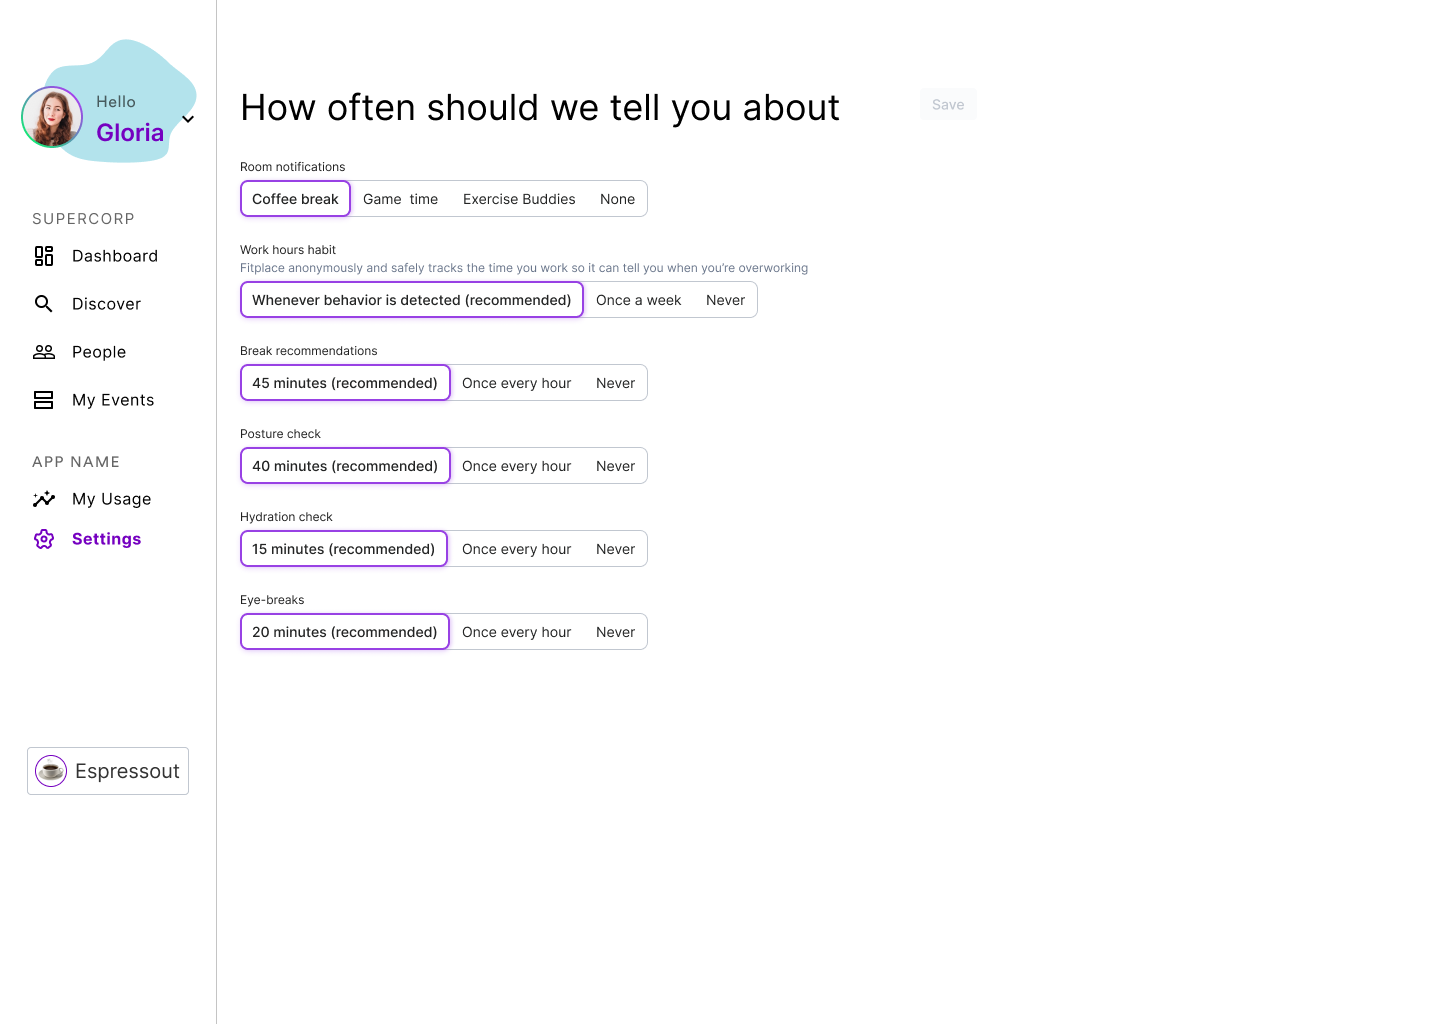 Hello
Gloria
SUPERCORP
Dashboard
Discover
People
My Events
APP NAME
My Usage
Settings
Espressout
How often should we tell you about
Save
Room notifications
Coffee break Game time Exercise Buddies None
Work hours habit
Fitplace anonymously and safely tracks the time you work so it can tell you when you're overworking
Whenever behavior is detected (recommended) Once a week Never
Break recommendations
45 minutes (recommended) Once every hour Never
Posture check
40 minutes (recommended) Once every hour Never
Hydration check
15 minutes (recommended) Once every hour Never
Eye-breaks
20 minutes (recommended) Once every hour Never